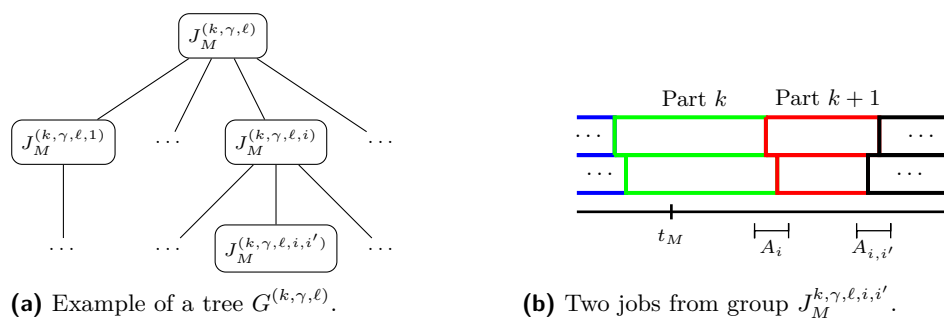 J_M^{(k,γ,ℓ)}
J_M^{(k,γ,ℓ,1)} ... J_M^{(k,γ,ℓ,i)} ...
... J_M^{(k,γ,ℓ,i,i')} ...
(a) Example of a tree G^{(k,γ,ℓ)}.
Part k Part k + 1
... ...
... ...
t_M A_i A_{i,i'}
(b) Two jobs from group J_M^{k,γ,ℓ,i,i'}.